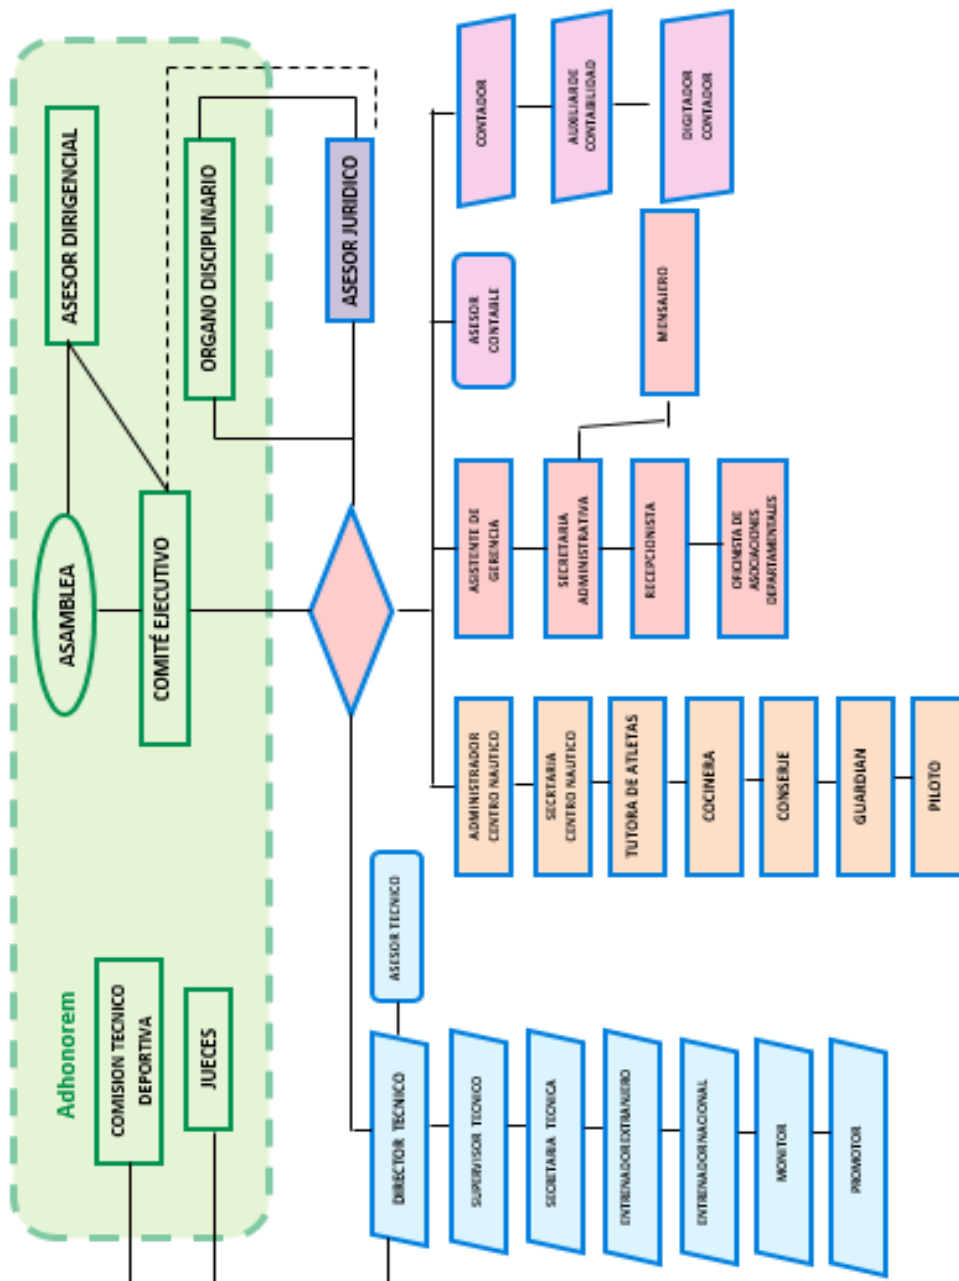 Adhonorem
ASAMBLEA
ASESOR DIRIGENCIAL
COMITÉ EJECUTIVO
COMISION TECNICO
DEPORTIVA
JUECES
ORGANO DISCIPLINARIO
ASESOR JURIDICO
DIRECTOR TECNICO
ASESOR TECNICO
SUPERVISOR TECNICO
SECRETARIA TECNICA
ENTRENADOR EXTRANJERO
ENTRENADOR NACIONAL
MONITOR
PROMOTOR
ADMINISTRADOR
CENTRO NAUTICO
SECRTARIA
CENTRO NAUTICO
TUTORA DE ATLETAS
COCINERA
CONSERJE
GUARDIAN
PILOTO
ASISTENTE DE
GERENCIA
SECRETARIA
ADMINISTRATIVA
RECEPCIONISTA
OFICINISTA DE
ASOCIACIONES
DEPARTAMENTALES
MENSAJERO
ASESOR
CONTABLE
CONTADOR
AUXILIAR DE
CONTABILIDAD
DIGITADOR
CONTADOR